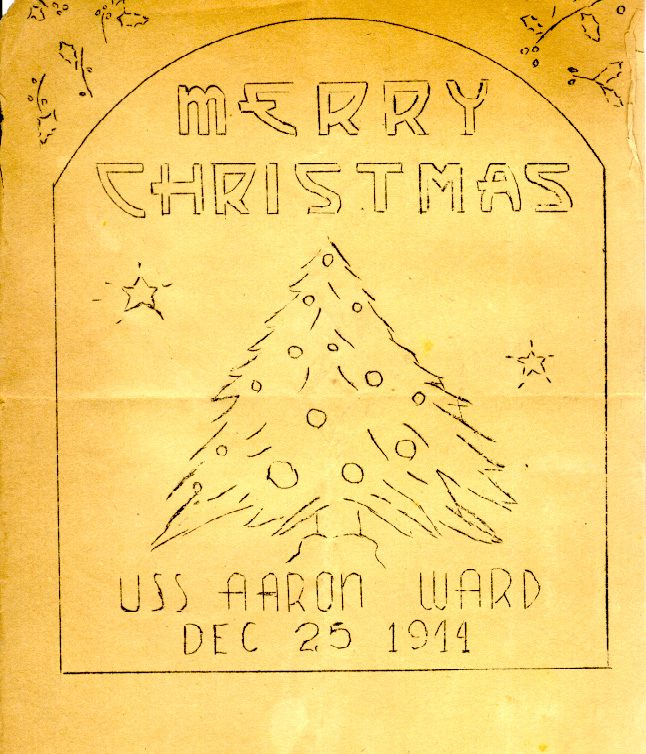 MERRY
CHRISTMAS
USS AARON WARD
DEC 25 1944